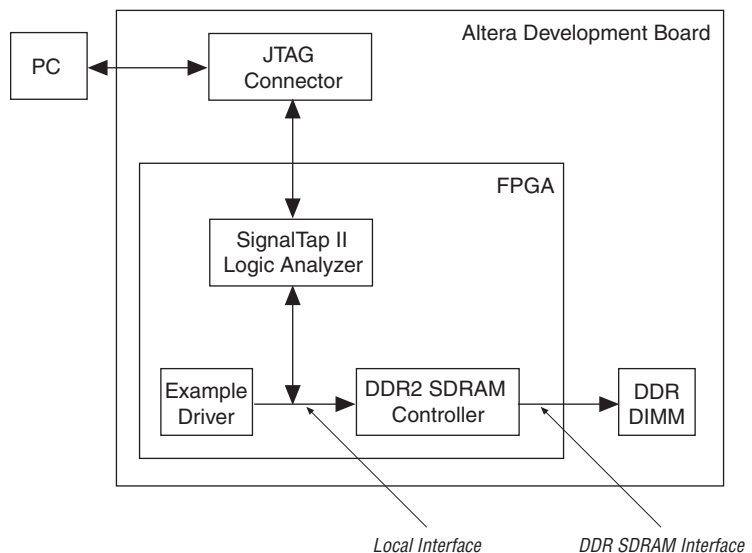 Altera Development Board
PC
JTAG
Connector
FPGA
SignalTap II
Logic Analyzer
Example
Driver
DDR2 SDRAM
Controller
DDR
DIMM
Local Interface
DDR SDRAM Interface